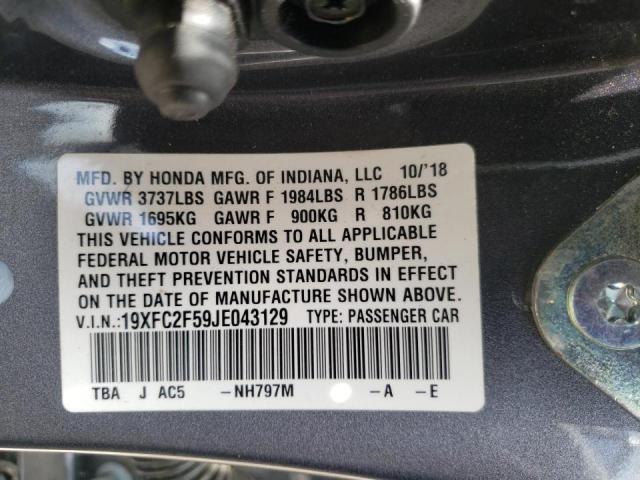 MFD. BY HONDA MFG. OF INDIANA, LLC 10/'18
GVWR 3737LBS GAWR F 1984LBS R 1786LBS
GVWR 1695KG GAWR F 900KG R 810KG
THIS VEHICLE CONFORMS TO ALL APPLICABLE
FEDERAL MOTOR VEHICLE SAFETY, BUMPER,
AND THEFT PREVENTION STANDARDS IN EFFECT
ON THE DATE OF MANUFACTURE SHOWN ABOVE.
V.I.N.:19XFC2F59JE043129 TYPE: PASSENGER CAR
TBA J AC5 –NH797M –A –E